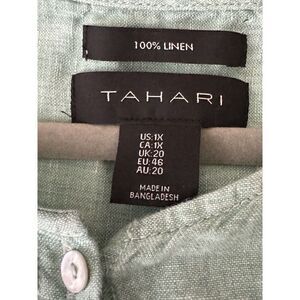 100% LINEN
TAHARI
US:1X
CA:1X
UK:20
EU:46
AU:20
MADE IN
BANGLADESH